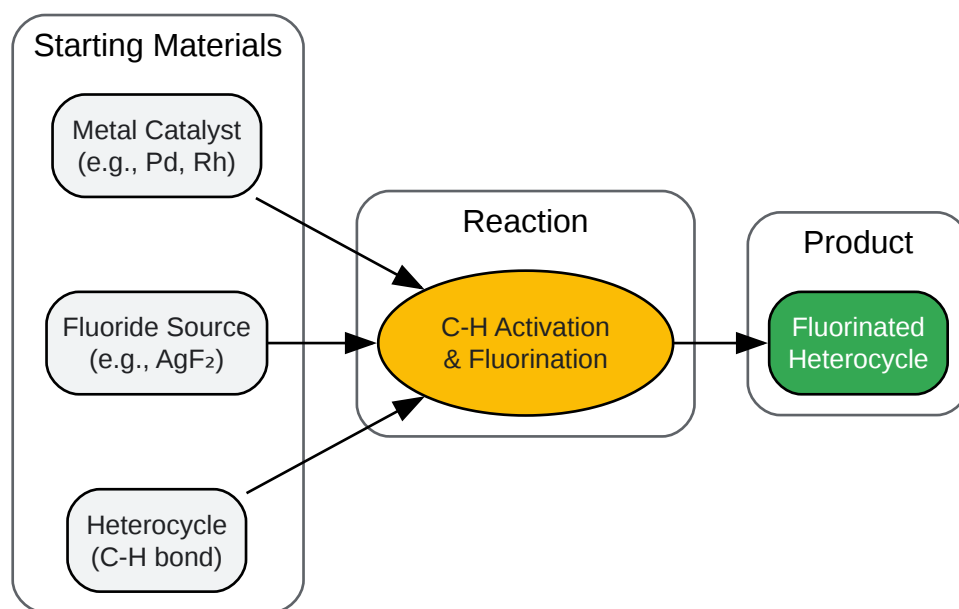 Starting Materials
Metal Catalyst
(e.g., Pd, Rh)
Fluoride Source
(e.g., AgF₂)
Heterocycle
(C-H bond)
Reaction
C-H Activation
& Fluorination
Product
Fluorinated
Heterocycle